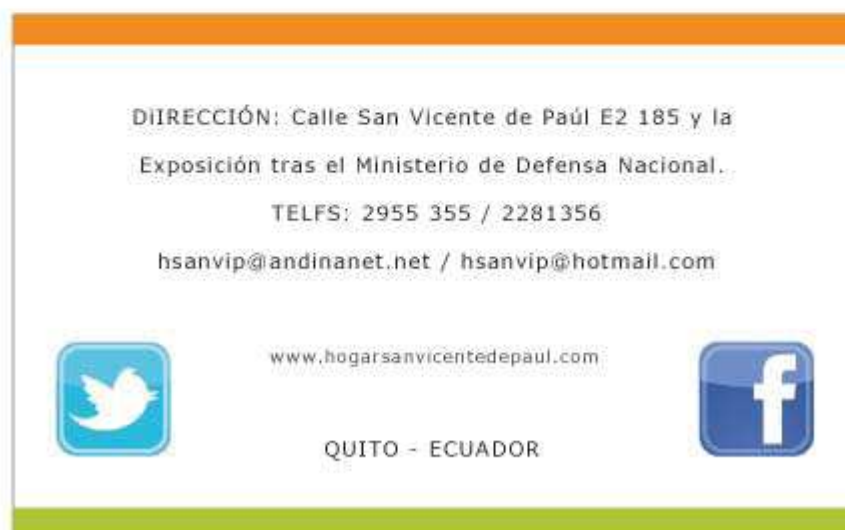 DiIRECCIÓN: Calle San Vicente de Paúl E2 185 y la
Exposición tras el Ministerio de Defensa Nacional.
TELFS: 2955 355 / 2281356
hsanvip@andinanet.net / hsanvip@hotmail.com
www.hogarsanvicentedepaul.com
QUITO - ECUADOR